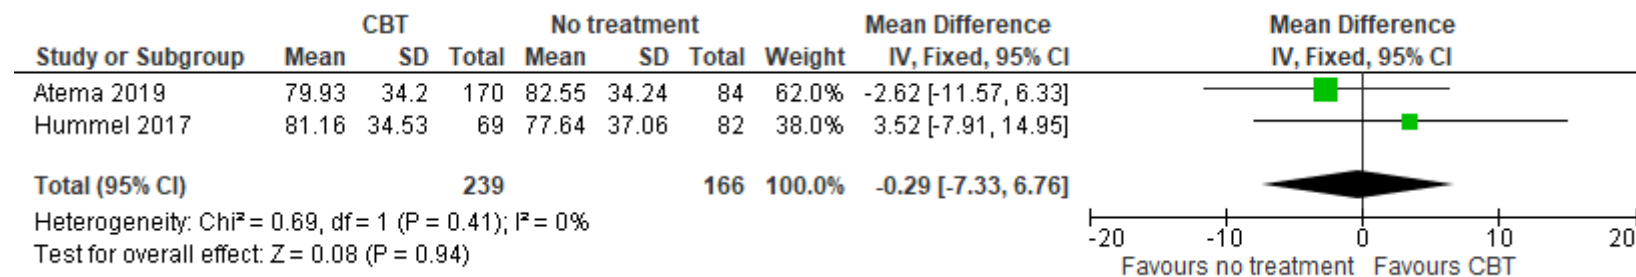 CBT No treatment Mean Difference Mean Difference
Study or Subgroup Mean SD Total Mean SD Total Weight IV, Fixed, 95% CI IV, Fixed, 95% CI
Atema 2019 79.93 34.2 170 82.55 34.24 84 62.0% -2.62 [-11.57, 6.33]
Hummel 2017 81.16 34.53 69 77.64 37.06 82 38.0% 3.52 [-7.91, 14.95]
Total (95% CI) 239 166 100.0% -0.29 [-7.33, 6.76]
Heterogeneity: Chi² = 0.69, df = 1 (P = 0.41); I² = 0%
Test for overall effect: Z = 0.08 (P = 0.94)
-20 -10 0 10 20
Favours no treatment Favours CBT